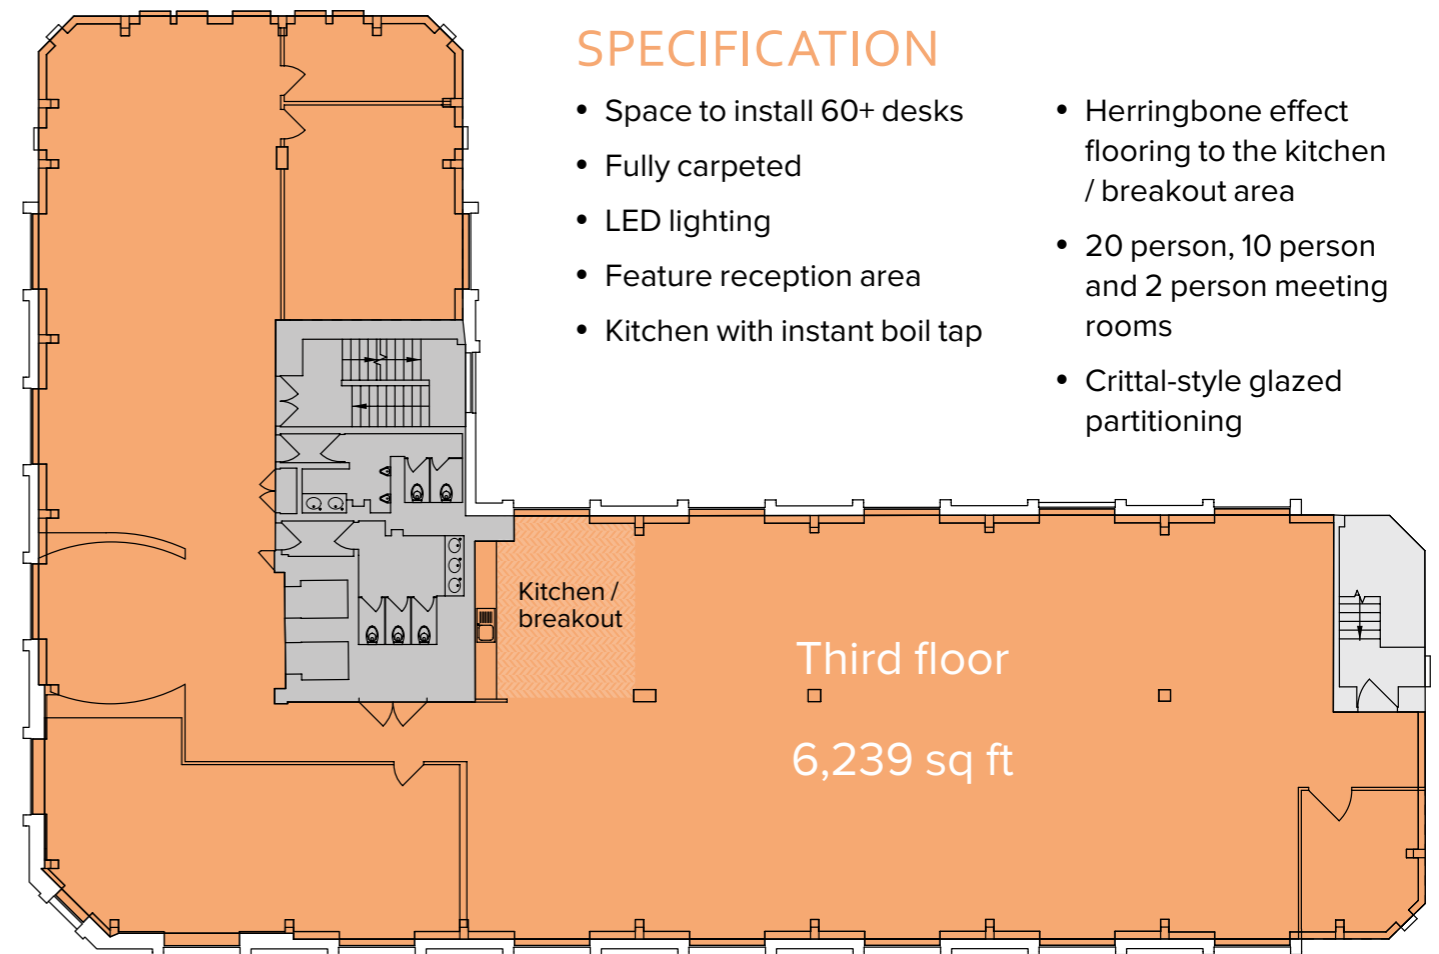 SPECIFICATION
• Space to install 60+ desks
• Fully carpeted
• LED lighting
• Feature reception area
• Kitchen with instant boil tap
• Herringbone effect
flooring to the kitchen
/ breakout area
• 20 person, 10 person
and 2 person meeting
rooms
• Crittal-style glazed
partitioning
Kitchen /
breakout
Third floor
6,239 sq ft